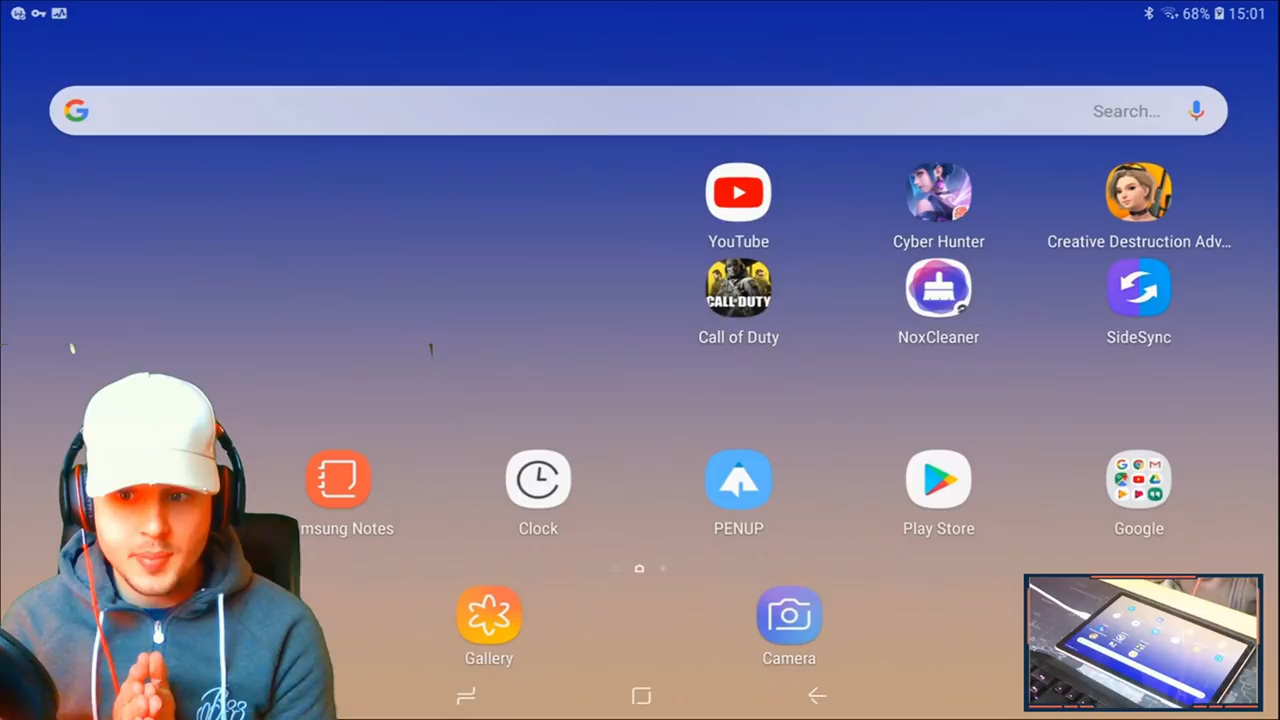 68% 15:01
Search...
YouTube
Cyber Hunter
Creative Destruction Adv...
CALL OF DUTY
Call of Duty
NoxCleaner
SideSync
msung Notes
Clock
PENUP
Play Store
Google
Gallery
Camera